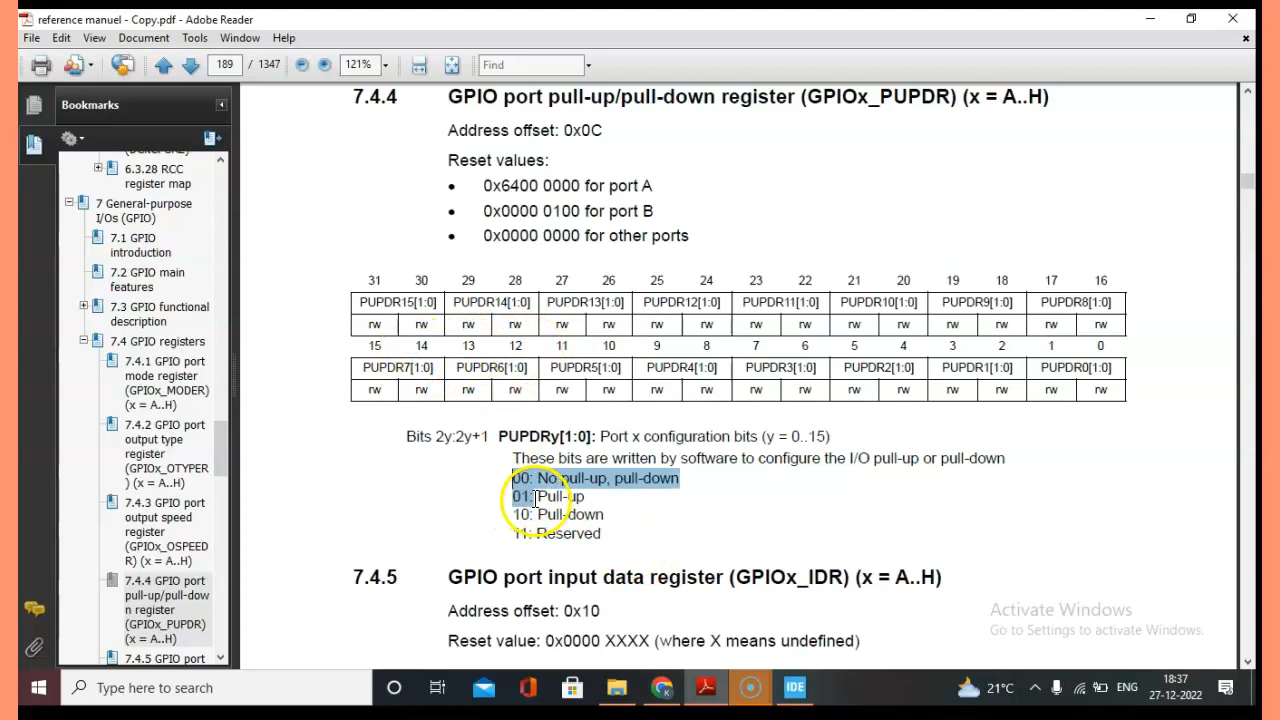 reference manuel - Copy.pdf - Adobe Reader
File Edit View Document Tools Window Help
189 / 1347 121% Find
Bookmarks
6.3.28 RCC
register map
7 General-purpose
I/Os (GPIO)
7.1 GPIO
introduction
7.2 GPIO main
features
7.3 GPIO functional
description
7.4 GPIO registers
7.4.1 GPIO port
mode register
(GPIOx_MODER)
(x = A..H)
7.4.2 GPIO port
output type
register
(GPIOx_OTYPER
) (x = A..H)
7.4.3 GPIO port
output speed
register
(GPIOx_OSPEED
R) (x = A..H)
7.4.4 GPIO port
pull-up/pull-dow
n register
(GPIOx_PUPDR)
(x = A..H)
7.4.5 GPIO port
7.4.4 GPIO port pull-up/pull-down register (GPIOx_PUPDR) (x = A..H)
Address offset: 0x0C
Reset values:
• 0x6400 0000 for port A
• 0x0000 0100 for port B
• 0x0000 0000 for other ports
31 30 29 28 27 26 25 24 23 22 21 20 19 18 17 16
PUPDR15[1:0] PUPDR14[1:0] PUPDR13[1:0] PUPDR12[1:0] PUPDR11[1:0] PUPDR10[1:0] PUPDR9[1:0] PUPDR8[1:0]
rw rw rw rw rw rw rw rw rw rw rw rw rw rw rw rw
15 14 13 12 11 10 9 8 7 6 5 4 3 2 1 0
PUPDR7[1:0] PUPDR6[1:0] PUPDR5[1:0] PUPDR4[1:0] PUPDR3[1:0] PUPDR2[1:0] PUPDR1[1:0] PUPDR0[1:0]
rw rw rw rw rw rw rw rw rw rw rw rw rw rw rw rw
Bits 2y:2y+1 PUPDRy[1:0]: Port x configuration bits (y = 0..15)
These bits are written by software to configure the I/O pull-up or pull-down
00: No pull-up, pull-down
01: Pull-up
10: Pull-down
11: Reserved
7.4.5 GPIO port input data register (GPIOx_IDR) (x = A..H)
Address offset: 0x10
Reset value: 0x0000 XXXX (where X means undefined)
Activate Windows
Go to Settings to activate Windows.
Type here to search
IDE
21°C
ENG
18:37
27-12-2022